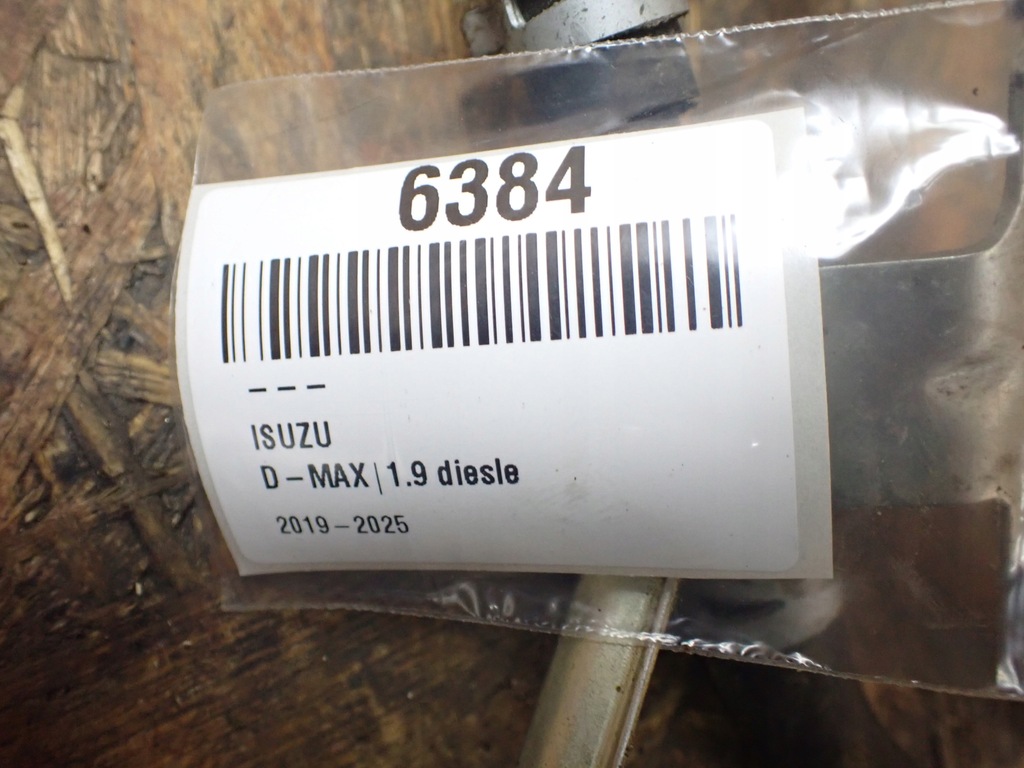 6384
– – –
ISUZU
D – MAX | 1.9 diesle
2019 – 2025